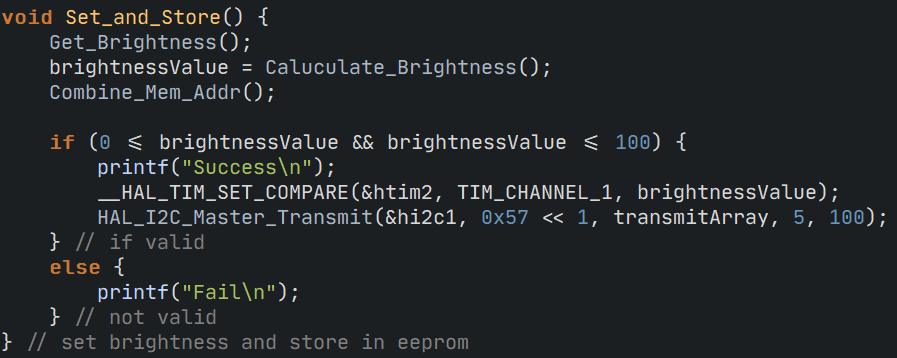 void Set_and_Store() {
    Get_Brightness();
    brightnessValue = Caluculate_Brightness();
    Combine_Mem_Addr();

    if (0 <= brightnessValue && brightnessValue <= 100) {
        printf("Success\n");
        __HAL_TIM_SET_COMPARE(&htim2, TIM_CHANNEL_1, brightnessValue);
        HAL_I2C_Master_Transmit(&hi2c1, 0x57 << 1, transmitArray, 5, 100);
    } // if valid
    else {
        printf("Fail\n");
    } // not valid
} // set brightness and store in eeprom